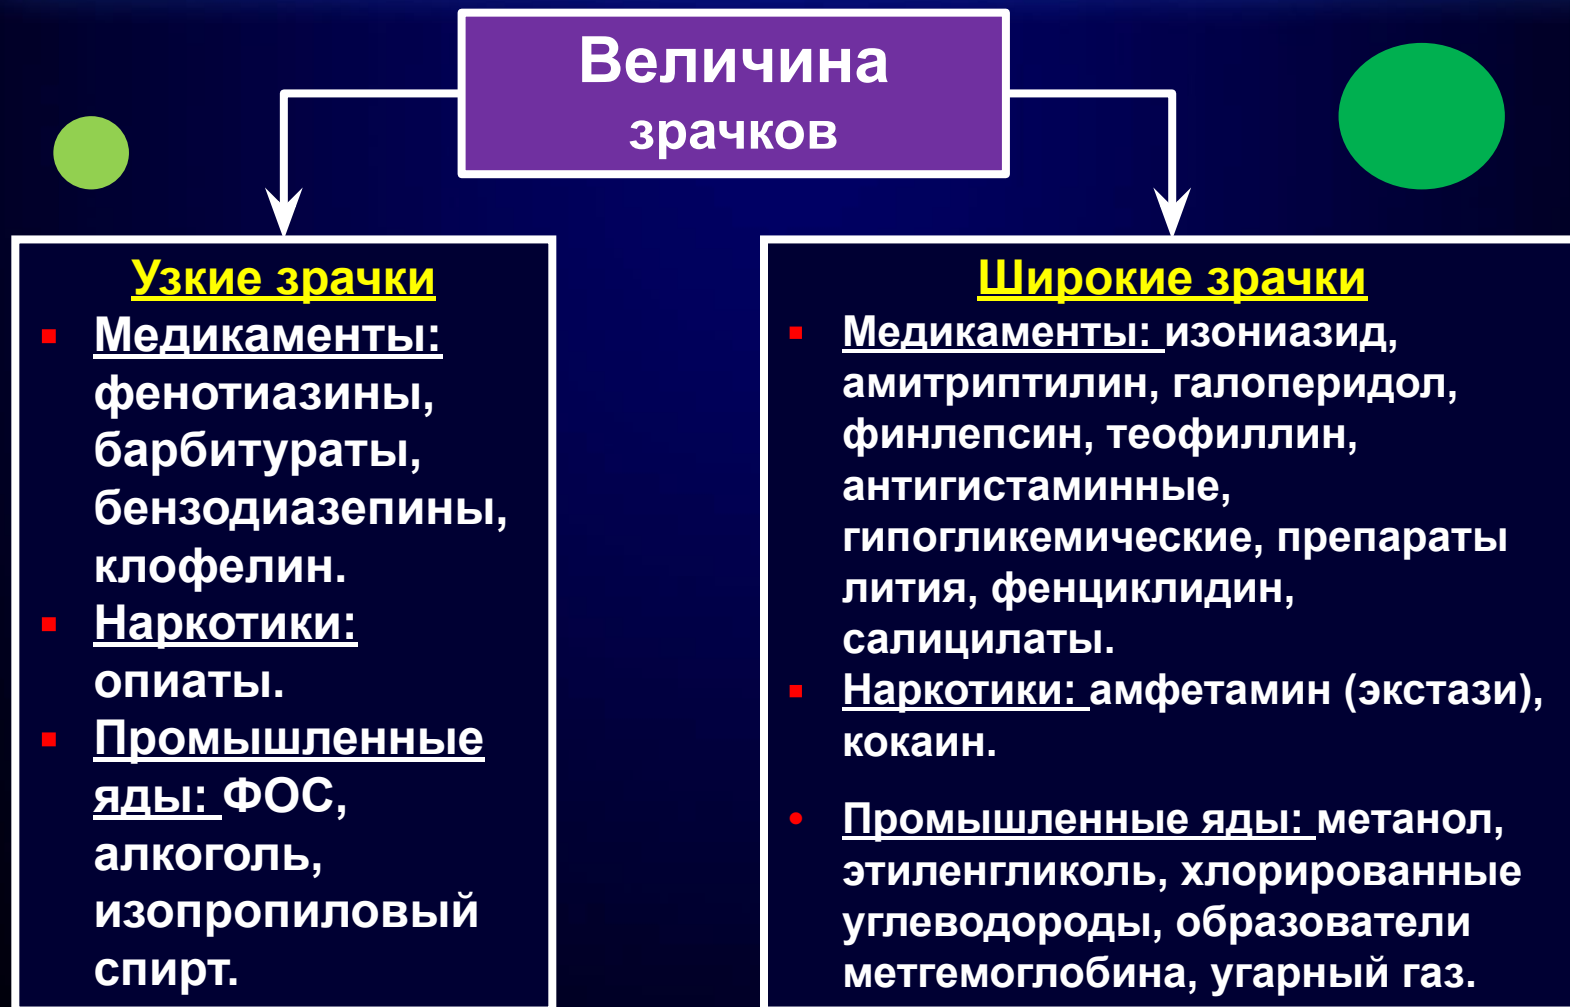 Величина
зрачков
Узкие зрачки
Медикаменты:
фенотиазины,
барбитураты,
бензодиазепины,
клофелин.
Наркотики:
опиаты.
Промышленные
яды: ФОС,
алкоголь,
изопропиловый
спирт.
Широкие зрачки
Медикаменты: изониазид,
амитриптилин, галоперидол,
финлепсин, теофиллин,
антигистаминные,
гипогликемические, препараты
лития, фенциклидин,
салицилаты.
Наркотики: амфетамин (экстази),
кокаин.
Промышленные яды: метанол,
этиленгликоль, хлорированные
углеводороды, образователи
метгемоглобина, угарный газ.